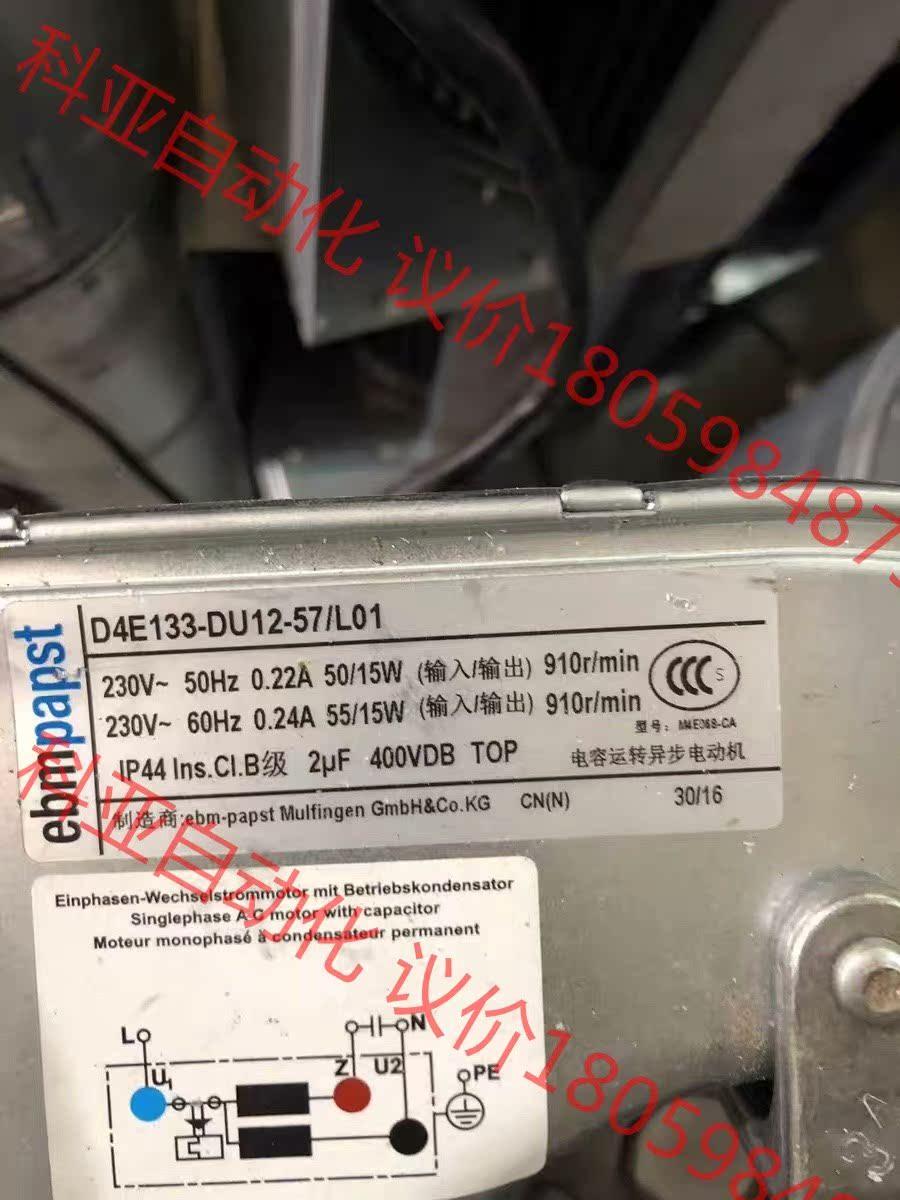 科亚自动化 议价180598487
ebmpapst
D4E133-DU12-57/L01
230V~ 50Hz 0.22A 50/15W (输入/输出) 910r/min
230V~ 60Hz 0.24A 55/15W (输入/输出) 910r/min
CCC S
型号: M4E068-CA
IP44 Ins.Cl.B级 2µF 400VDB TOP 电容运转异步电动机
制造商:ebm-papst Mulfingen GmbH&Co.KG CN(N) 30/16
Einphasen-Wechselstrommotor mit Betriebskondensator
Singlephase A.C motor with capacitor
Moteur monophasé à condensateur permanent
L N
U1 Z U2 PE
科亚自动化 议价18059848